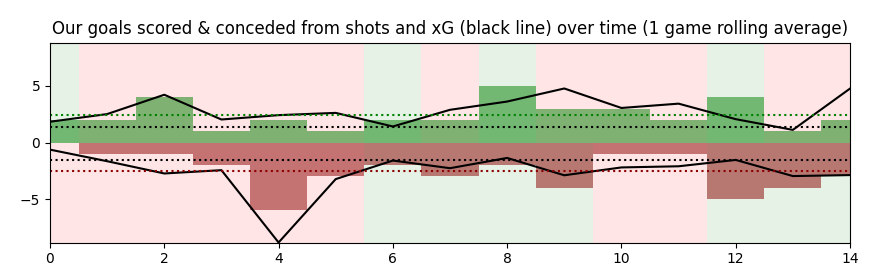 Our goals scored & conceded from shots and xG (black line) over time (1 game rolling average)
5
0
−5
0 2 4 6 8 10 12 14